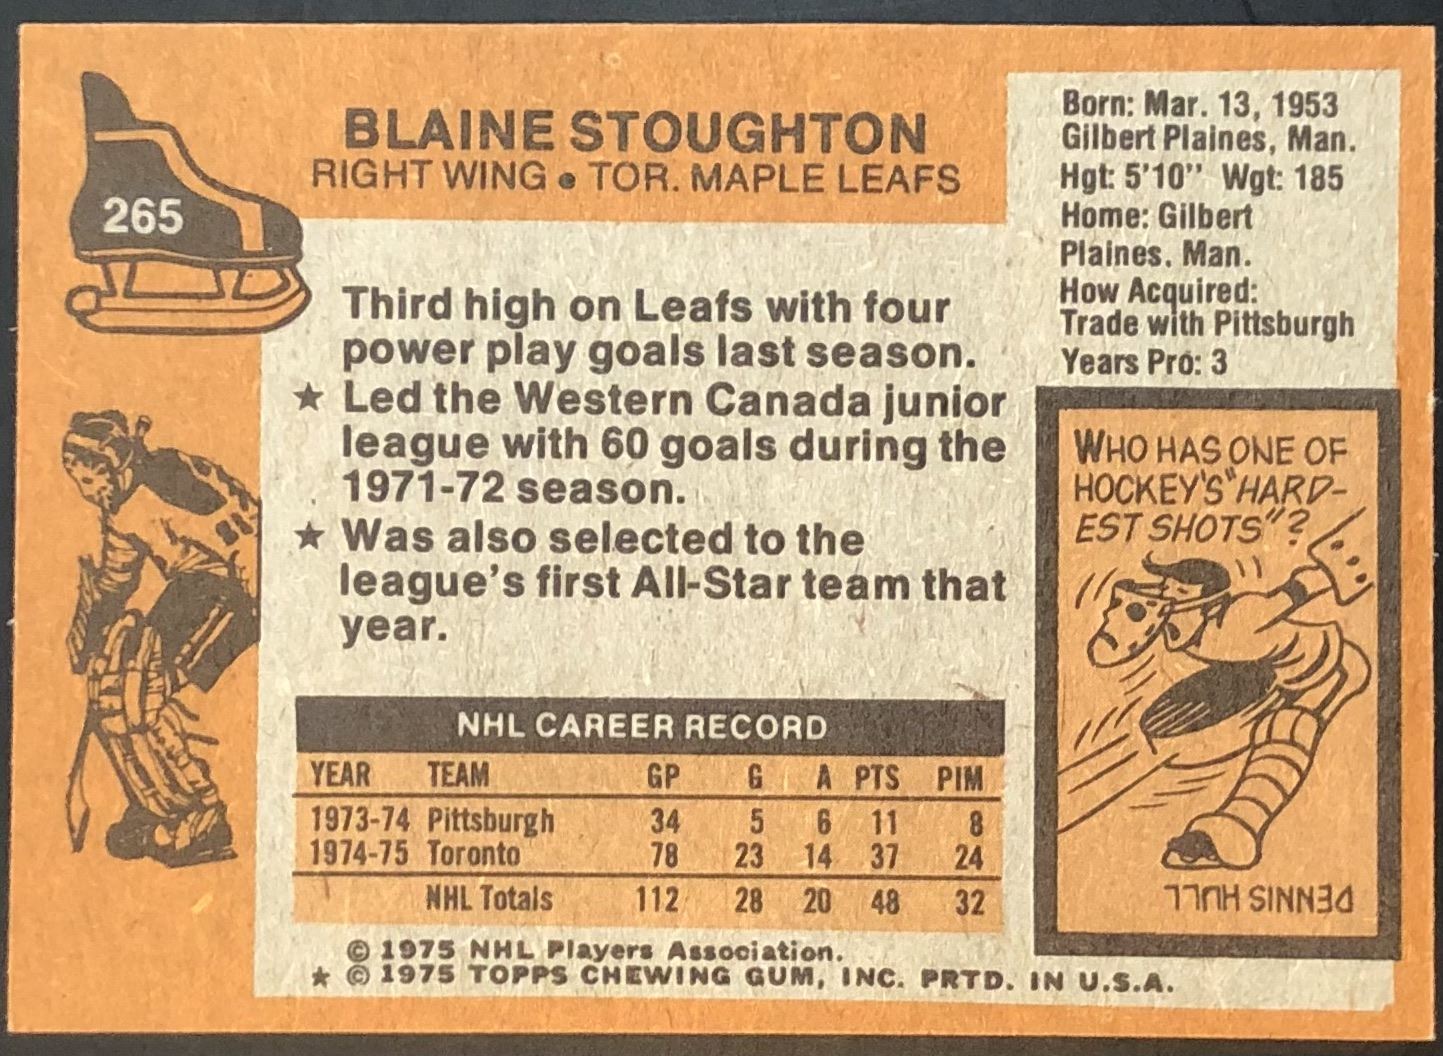 265
BLAINE STOUGHTON
RIGHT WING • TOR. MAPLE LEAFS
Born: Mar. 13, 1953
Gilbert Plaines, Man.
Hgt: 5'10" Wgt: 185
Home: Gilbert
Plaines, Man.
How Acquired:
Trade with Pittsburgh
Years Pro: 3
Third high on Leafs with four
power play goals last season.
★ Led the Western Canada junior
league with 60 goals during the
1971-72 season.
★ Was also selected to the
league's first All-Star team that
year.
WHO HAS ONE OF
HOCKEY'S "HARD-
EST SHOTS"?
DENNIS HULL
NHL CAREER RECORD
YEAR TEAM GP G A PTS PIM
1973-74 Pittsburgh 34 5 6 11 8
1974-75 Toronto 78 23 14 37 24
NHL Totals 112 28 20 48 32
© 1975 NHL Players Association.
★ © 1975 TOPPS CHEWING GUM, INC. PRTD. IN U.S.A.